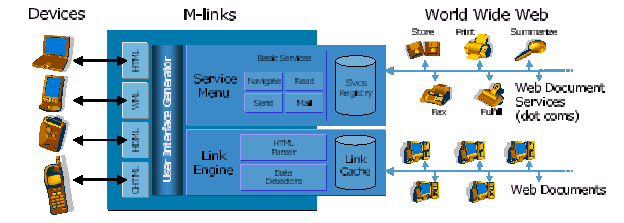 Devices
M-links
World Wide Web
Store
Print
Summarize
HTML
WML
HDML
CHTML
User Interface Generator
Service
Menu
Basic Services
Navigate
Read
Send
Mail
Svcs
Registry
Fax
Fulfill
Web Document
Services
(dot coms)
Link
Engine
HTML
Parser
Data
Detectors
Link
Cache
Web Documents